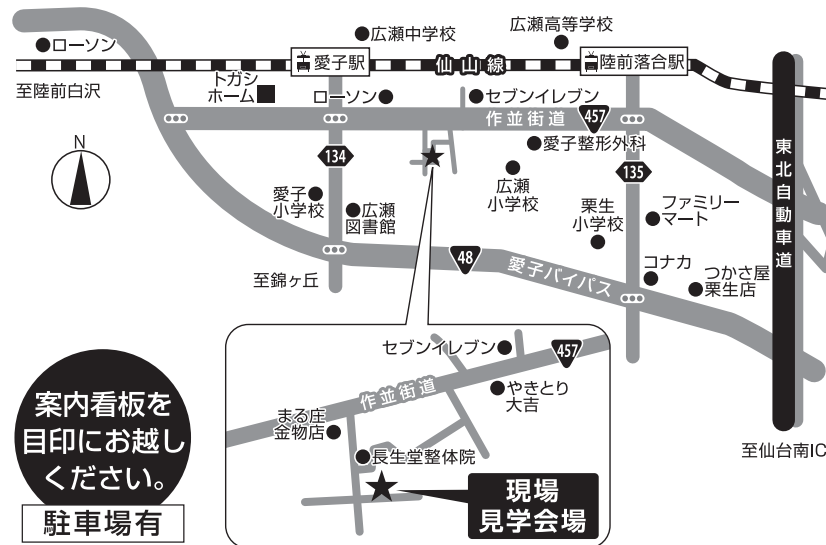 広瀬中学校
広瀬高等学校
ローソン
愛子駅
仙山線
陸前落合駅
至陸前白沢
トガシ
ホーム
ローソン
セブンイレブン
作並街道
457
N
134
愛子整形外科
135
東北自動車道
広瀬
小学校
愛子
小学校
広瀬
図書館
栗生
小学校
ファミリー
マート
48
愛子バイパス
コナカ
つかさ屋
栗生店
至錦ヶ丘
セブンイレブン
457
作並街道
やきとり
大吉
まる庄
金物店
長生堂整体院
現場
見学会場
至仙台南IC
案内看板を
目印にお越し
ください。
駐車場有